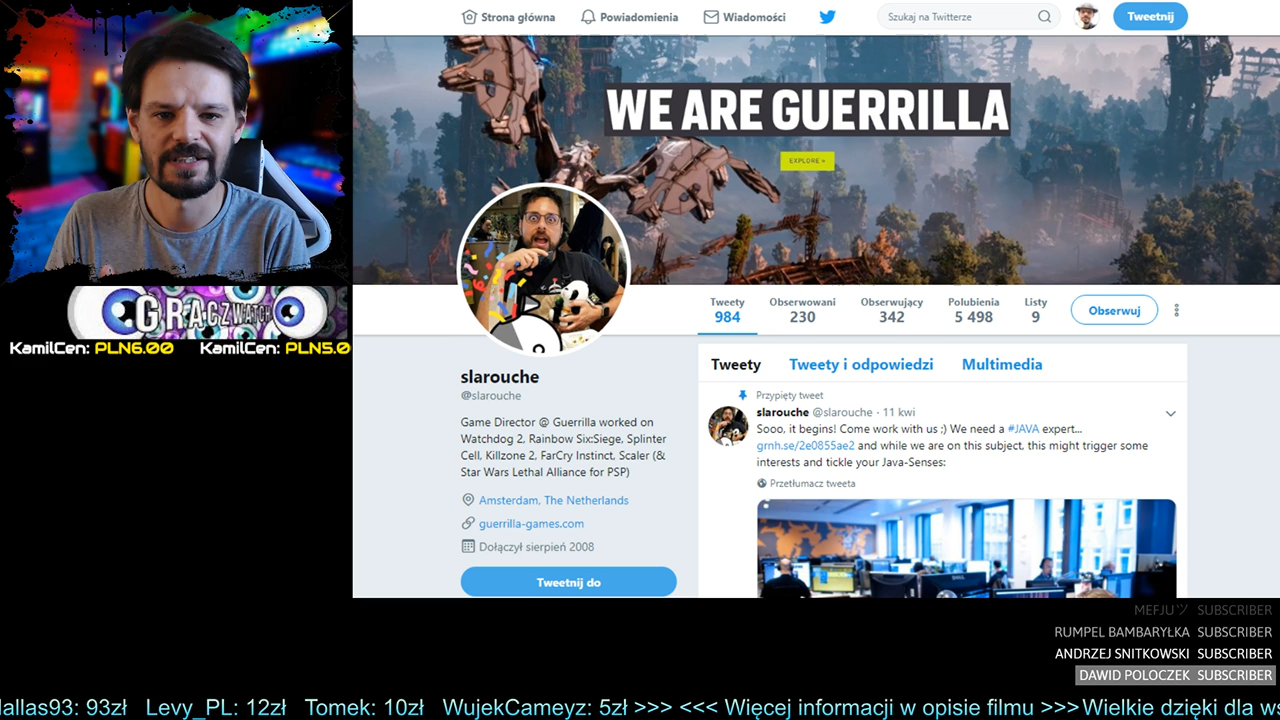 Strona główna
Powiadomienia
Wiadomości
Szukaj na Twitterze
Tweetnij
WE ARE GUERRILLA
EXPLORE »
GRACZWATCH
KamilCen: PLN6.00 KamilCen: PLN5.0
Tweety
984
Obserwowani
230
Obserwujący
342
Polubienia
5 498
Listy
9
Obserwuj
slarouche
@slarouche
Game Director @ Guerrilla worked on
Watchdog 2, Rainbow Six:Siege, Splinter
Cell, Killzone 2, FarCry Instinct, Scaler (&
Star Wars Lethal Alliance for PSP)
Amsterdam, The Netherlands
guerrilla-games.com
Dołączył sierpień 2008
Tweetnij do
Tweety Tweety i odpowiedzi Multimedia
Przypięty tweet
slarouche @slarouche · 11 kwi
Sooo, it begins! Come work with us ;) We need a #JAVA expert...
grnh.se/2e0855ae2 and while we are on this subject, this might trigger some
interests and tickle your Java-Senses:
Przetłumacz tweeta
MEFJUツ SUBSCRIBER
RUMPEL BAMBARYŁKA SUBSCRIBER
ANDRZEJ SNITKOWSKI SUBSCRIBER
DAWID POLOCZEK SUBSCRIBER
allas93: 93zł Levy_PL: 12zł Tomek: 10zł WujekCameyz: 5zł >>> <<< Więcej informacji w opisie filmu >>>Wielkie dzięki dla ws